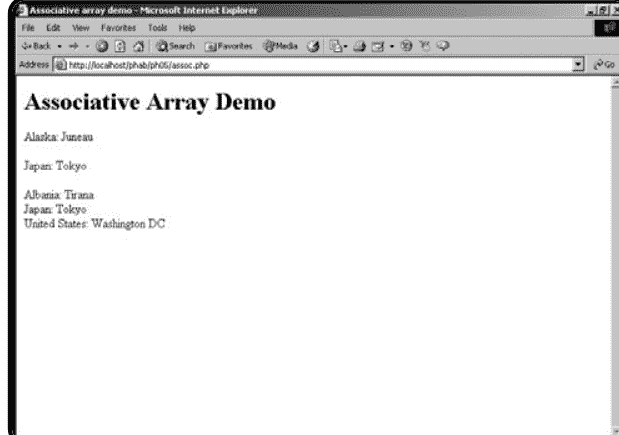 Associative array demo - Microsoft Internet Explorer
File Edit View Favorites Tools Help
Back Search Favorites Media
Address http://localhost/phab/ph05/assoc.php Go
Associative Array Demo
Alaska: Juneau
Japan: Tokyo
Albania: Tirana
Japan: Tokyo
United States: Washington DC